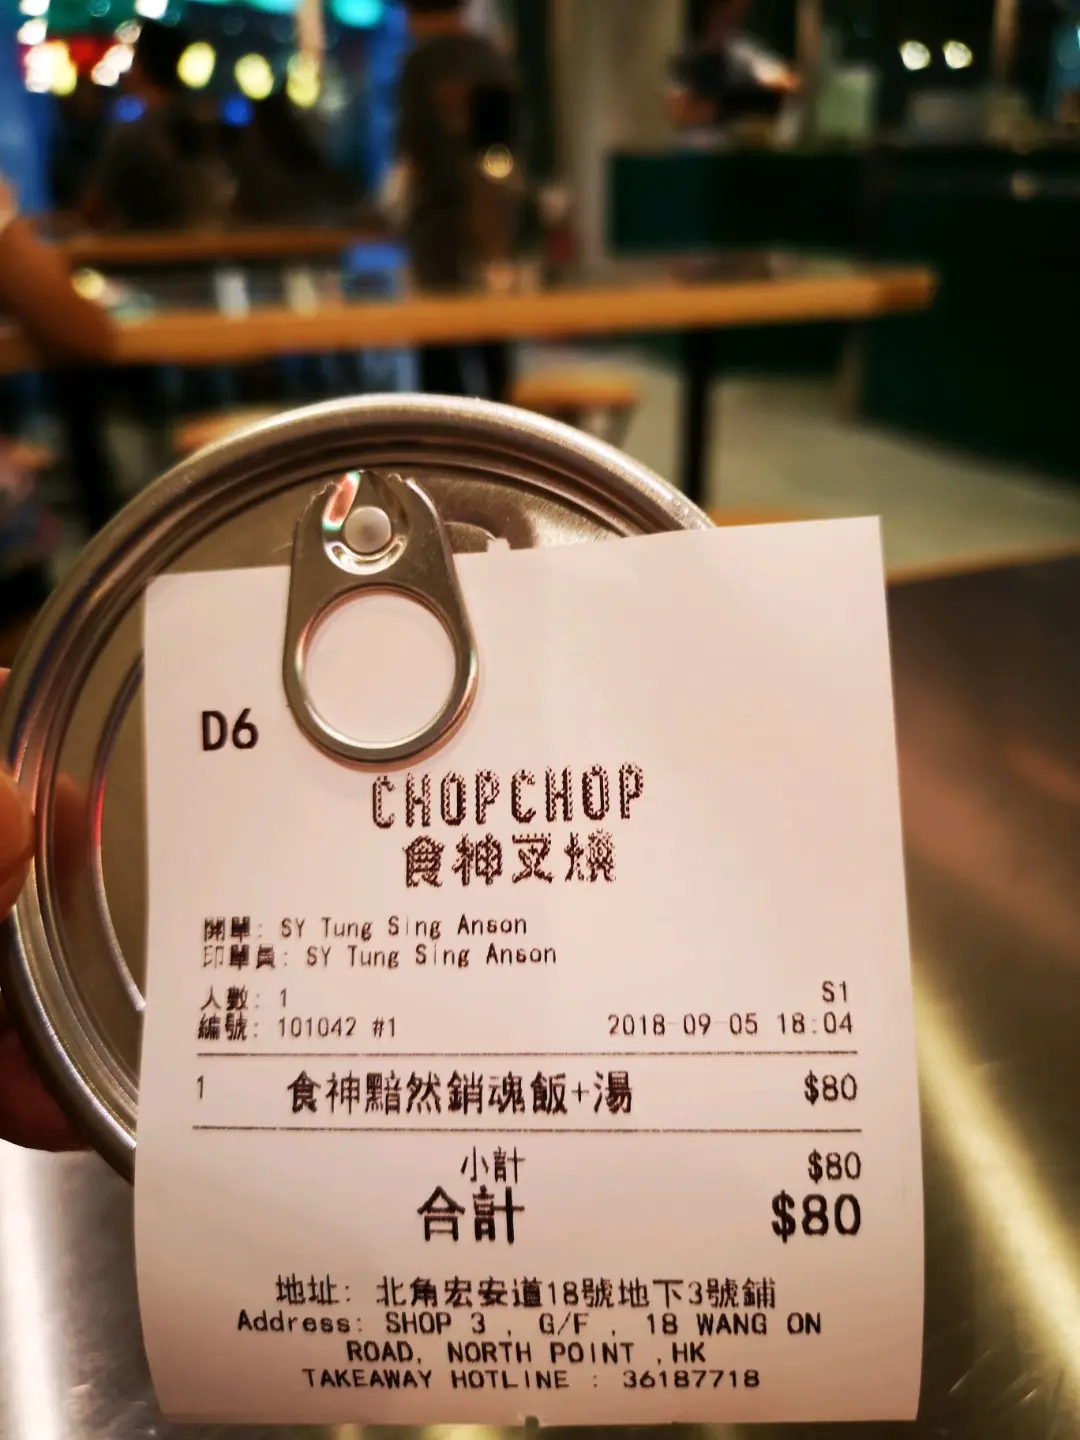 D6
CHOPCHOP
食神叉燒
開單: SY Tung Sing Anson
印單員: SY Tung Sing Anson
人數: 1 S1
編號: 101042 #1 2018-09-05 18:04
1 食神黯然銷魂飯+湯 $80
小計 $80
合計 $80
地址: 北角宏安道18號地下3號鋪
Address: SHOP 3 , G/F , 18 WANG ON
ROAD, NORTH POINT ,HK
TAKEAWAY HOTLINE : 36187718